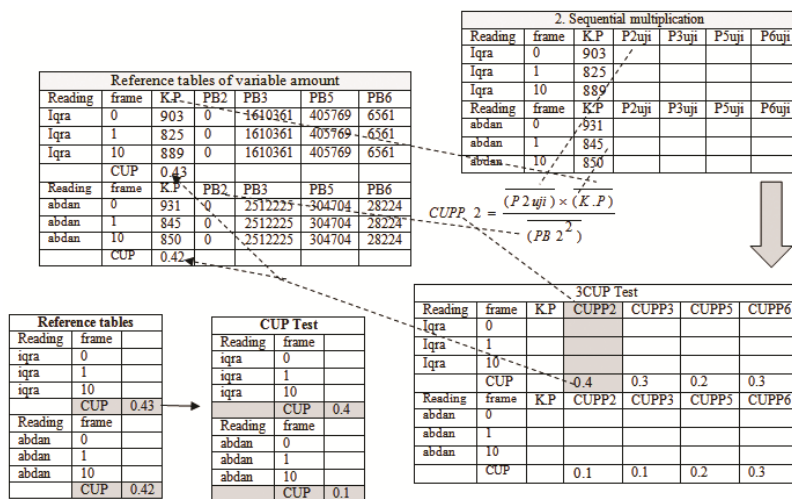 2. Sequential multiplication
Reading frame K.P P2uji P3uji P5uji P6uji
Iqra 0 903
Iqra 1 825
Iqra 10 889
Reading frame K.P P2uji P3uji P5uji P6uji
abdan 0 931
abdan 1 845
abdan 10 850
Reference tables of variable amount
Reading frame K.P PB2 PB3 PB5 PB6
Iqra 0 903 0 1610361 405769 6561
Iqra 1 825 0 1610361 405769 6561
Iqra 10 889 0 1610361 405769 6561
CUP 0.43
Reading frame K.P PB2 PB3 PB5 PB6
abdan 0 931 0 2512225 304704 28224
abdan 1 845 0 2512225 304704 28224
abdan 10 850 0 2512225 304704 28224
CUP 0.42
CUPP_2 = (P2uji) × (K.P)
(PB2²)
3CUP Test
Reading frame K.P CUPP2 CUPP3 CUPP5 CUPP6
Iqra 0
Iqra 1
Iqra 10
CUP 0.4 0.3 0.2 0.3
Reading frame K.P CUPP2 CUPP3 CUPP5 CUPP6
abdan 0
abdan 1
abdan 10
CUP 0.1 0.1 0.2 0.3
Reference tables
Reading frame
iqra 0
iqra 1
iqra 10
CUP 0.43
Reading frame
abdan 0
abdan 1
abdan 10
CUP 0.42
CUP Test
Reading frame
iqra 0
iqra 1
iqra 10
CUP 0.4
Reading frame
abdan 0
abdan 1
abdan 10
CUP 0.1